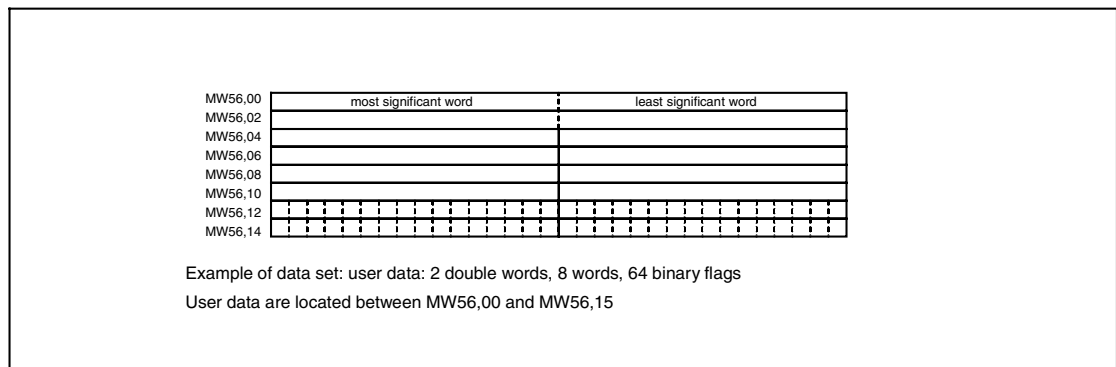 MW56,00 most significant word least significant word
MW56,02
MW56,04
MW56,06
MW56,08
MW56,10
MW56,12
MW56,14
Example of data set: user data: 2 double words, 8 words, 64 binary flags
User data are located between MW56,00 and MW56,15